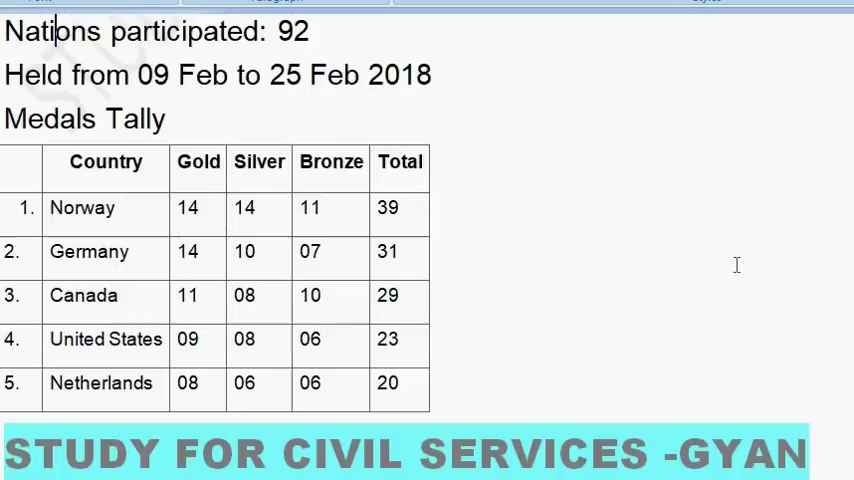 Nations participated: 92
Held from 09 Feb to 25 Feb 2018
Medals Tally
Country Gold Silver Bronze Total
1. Norway 14 14 11 39
2. Germany 14 10 07 31
3. Canada 11 08 10 29
4. United States 09 08 06 23
5. Netherlands 08 06 06 20
STUDY FOR CIVIL SERVICES -GYAN